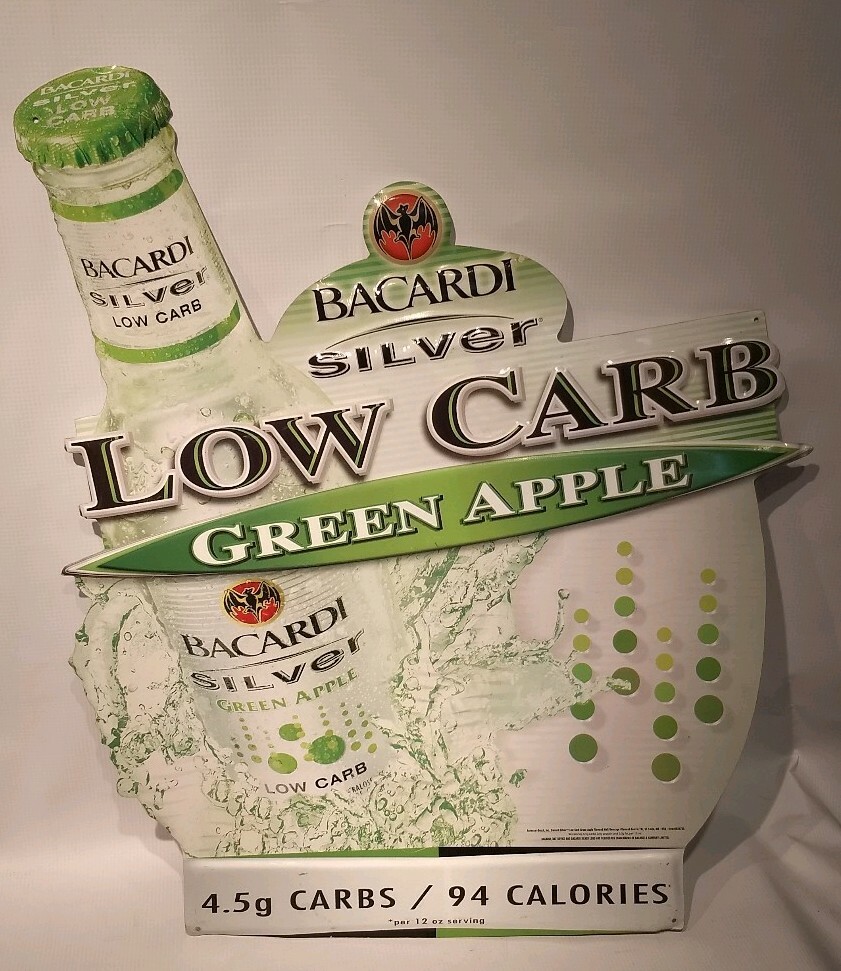 BACARDI
SILVER
LOW
CARB
BACARDI
SILVER
LOW CARB
BACARDI
SILVER®
LOW CARB
GREEN APPLE
BACARDI
SILVER
GREEN APPLE
LOW CARB
4.5g CARBS / 94 CALORIES*
*per 12 oz serving